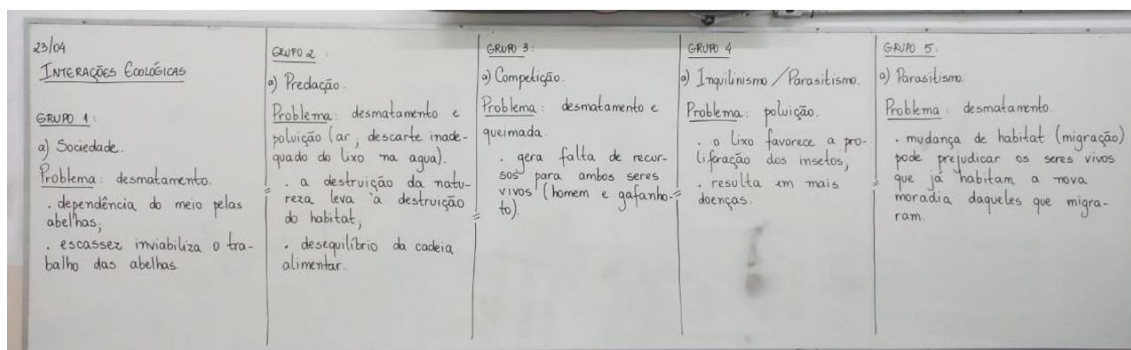 23/04
INTERAÇÕES ECOLÓGICAS
GRUPO 1:
a) Sociedade.
Problema: desmatamento.
. dependência do meio pelas
abelhas;
. escassez inviabiliza o tra-
balho das abelhas.
GRUPO 2:
a) Predação.
Problema: desmatamento e
poluição (ar, descarte inade-
quado do lixo na agua).
. a destruição da natu-
reza leva à destruição
do habitat;
. desequilíbrio da cadeia
alimentar.
GRUPO 3:
a) Competição.
Problema: desmatamento e
queimada.
. gera falta de recur-
sos para ambos seres
vivos (homem e gafanho-
to).
GRUPO 4
a) Inquilinismo / Parasitismo.
Problema: poluição.
. o lixo favorece a pro-
liferação dos insetos,
. resulta em mais
doenças.
GRUPO 5.
a) Parasitismo.
Problema: desmatamento.
. mudança de habitat (migração)
pode prejudicar os seres vivos
que já habitam a nova
moradia daqueles que migra-
ram.